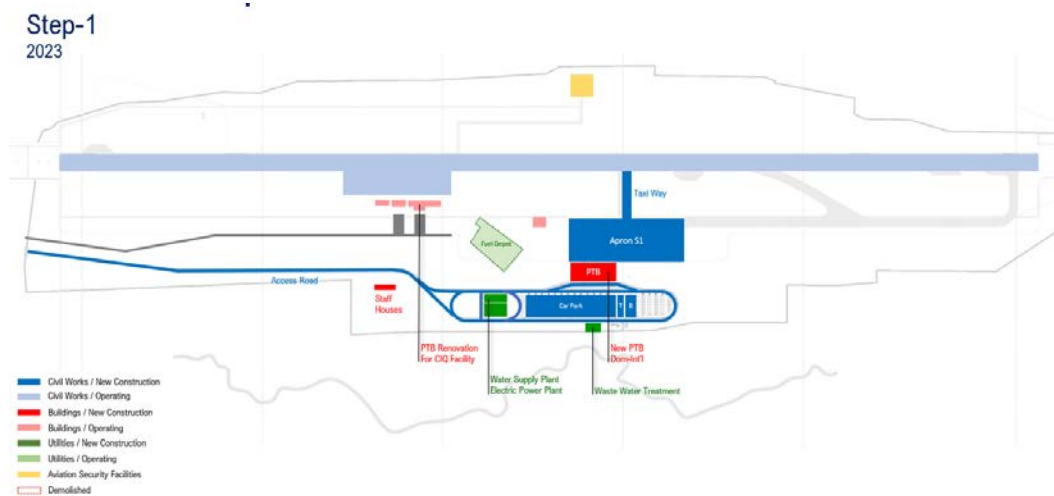 Step-1
2023
Taxi Way
Apron S1
Fuel Depot
PTB
Access Road
Car Park
T
Staff
Houses
PTB Renovation
For CIQ Facility
New PTB
Dom-Int'l
Water Supply Plant
Electric Power Plant
Waste Water Treatment
Civil Works / New Construction
Civil Works / Operating
Buildings / New Construction
Buildings / Operating
Utilities / New Construction
Utilities / Operating
Aviation Security Facilities
Demolished